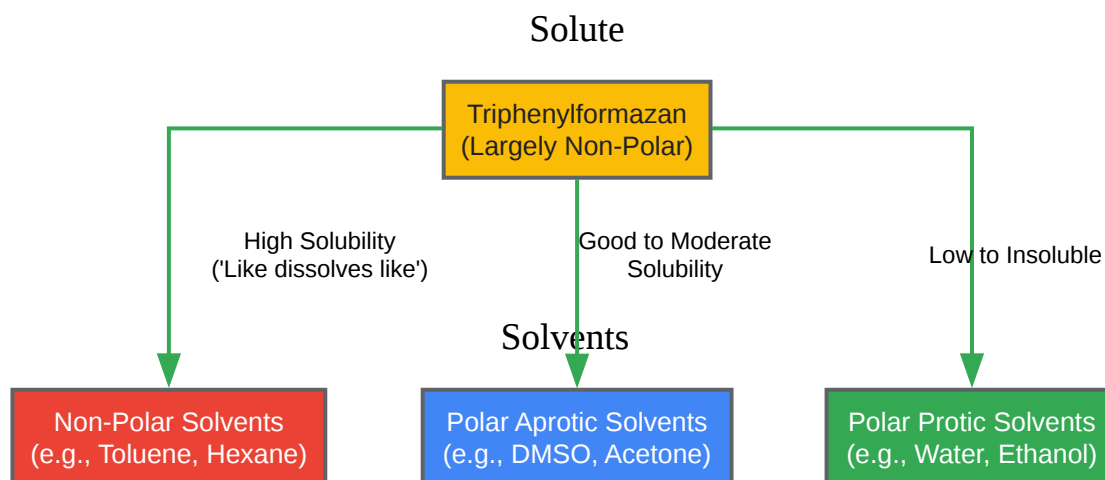 Solute
Triphenylformazan
(Largely Non-Polar)
High Solubility
('Like dissolves like')
Good to Moderate
Solubility
Low to Insoluble
Solvents
Non-Polar Solvents
(e.g., Toluene, Hexane)
Polar Aprotic Solvents
(e.g., DMSO, Acetone)
Polar Protic Solvents
(e.g., Water, Ethanol)